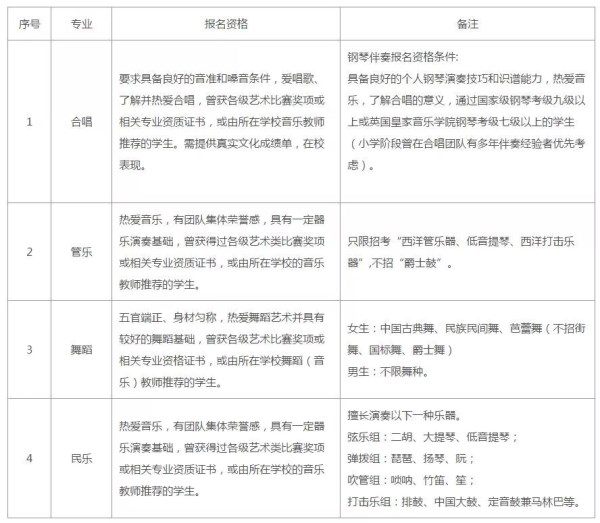 序号 专业 报名资格 备注
要求具备良好的音准和嗓音条件，爱唱歌、
了解并热爱合唱，曾获各级艺术比赛奖项或
相关专业资质证书，或由所在学校音乐教师
推荐的学生。需提供真实文化成绩单，在校
表现。
1 合唱
钢琴伴奏报名资格条件:
具备良好的个人钢琴演奏技巧和识谱能力，热爱音
乐，了解合唱的意义，通过国家级钢琴考级九级以
上或英国皇家音乐学院钢琴考级七级以上的学生
（小学阶段曾在合唱团队有多年伴奏经验者优先考
虑）。
2 管乐
热爱音乐，有团队集体荣誉感，具有一定器
乐演奏基础，曾获得过各级艺术类比赛奖项
或相关专业资质证书，或由所在学校的音乐
教师推荐的学生。
只限招考“西洋管乐器、低音提琴、西洋打击乐
器”,不招“爵士鼓”。
3 舞蹈
五官端正、身材匀称，热爱舞蹈艺术并具有
较好的舞蹈基础，曾获各级艺术比赛奖项或
相关专业资格证书，或由所在学校舞蹈（音
乐）教师推荐的学生。
女生：中国古典舞、民族民间舞、芭蕾舞（不招街
舞、国标舞、爵士舞）
男生：不限舞种。
4 民乐
热爱音乐，有团队集体荣誉感，具有一定器
乐演奏基础，曾获得过各级艺术类比赛奖项
或相关专业资质证书，或由所在学校的音乐
教师推荐的学生。
擅长演奏以下一种乐器。
弦乐组：二胡、大提琴、低音提琴；
弹拨组：琵琶、扬琴、阮；
吹管组：唢呐、竹笛、笙；
打击乐组：排鼓、中国大鼓、定音鼓兼马林巴等。